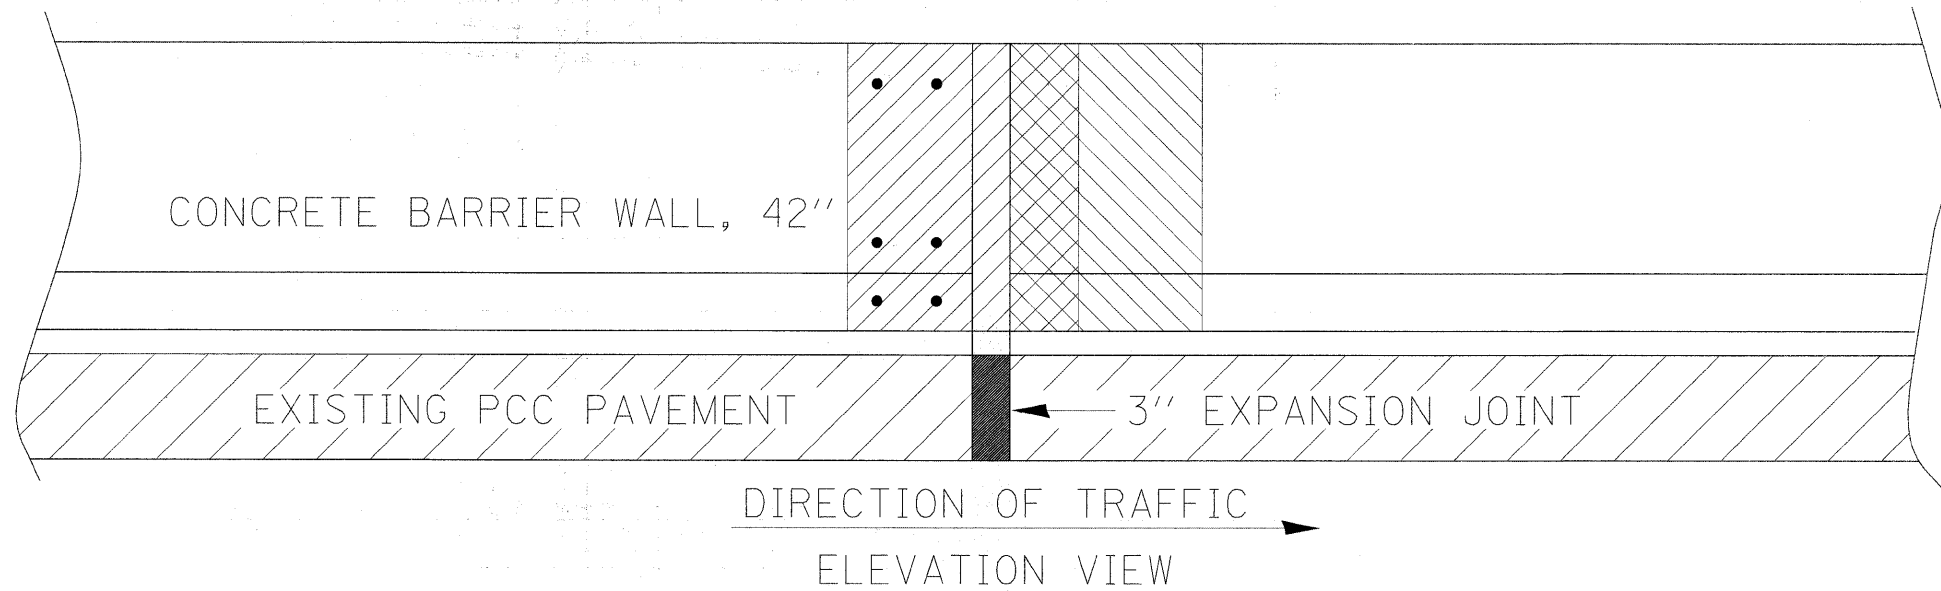 CONCRETE BARRIER WALL, 42"
EXISTING PCC PAVEMENT
3" EXPANSION JOINT
DIRECTION OF TRAFFIC
ELEVATION VIEW